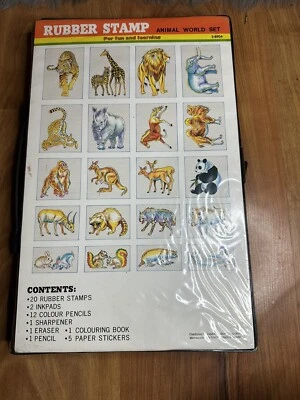 RUBBER STAMP ANIMAL WORLD SET
For fun and learning
CONTENTS:
•20 RUBBER STAMPS
•2 INKPADS
•12 COLOUR PENCILS
•1 SHARPENER
•1 ERASER •1 COLOURING BOOK
•1 PENCIL •5 PAPER STICKERS